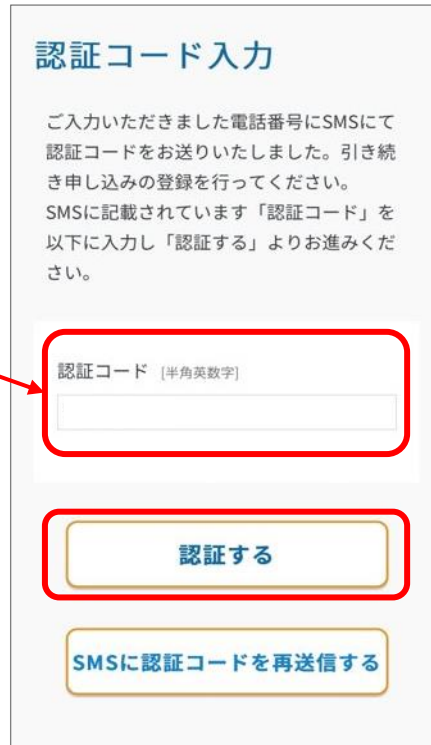 認証コード入力
ご入力いただきました電話番号にSMSにて
認証コードをお送りいたしました。引き続
き申し込みの登録を行ってください。
SMSに記載されています「認証コード」を
以下に入力し「認証する」よりお進みくだ
さい。
認証コード [半角英数字]
認証する
SMSに認証コードを再送信する